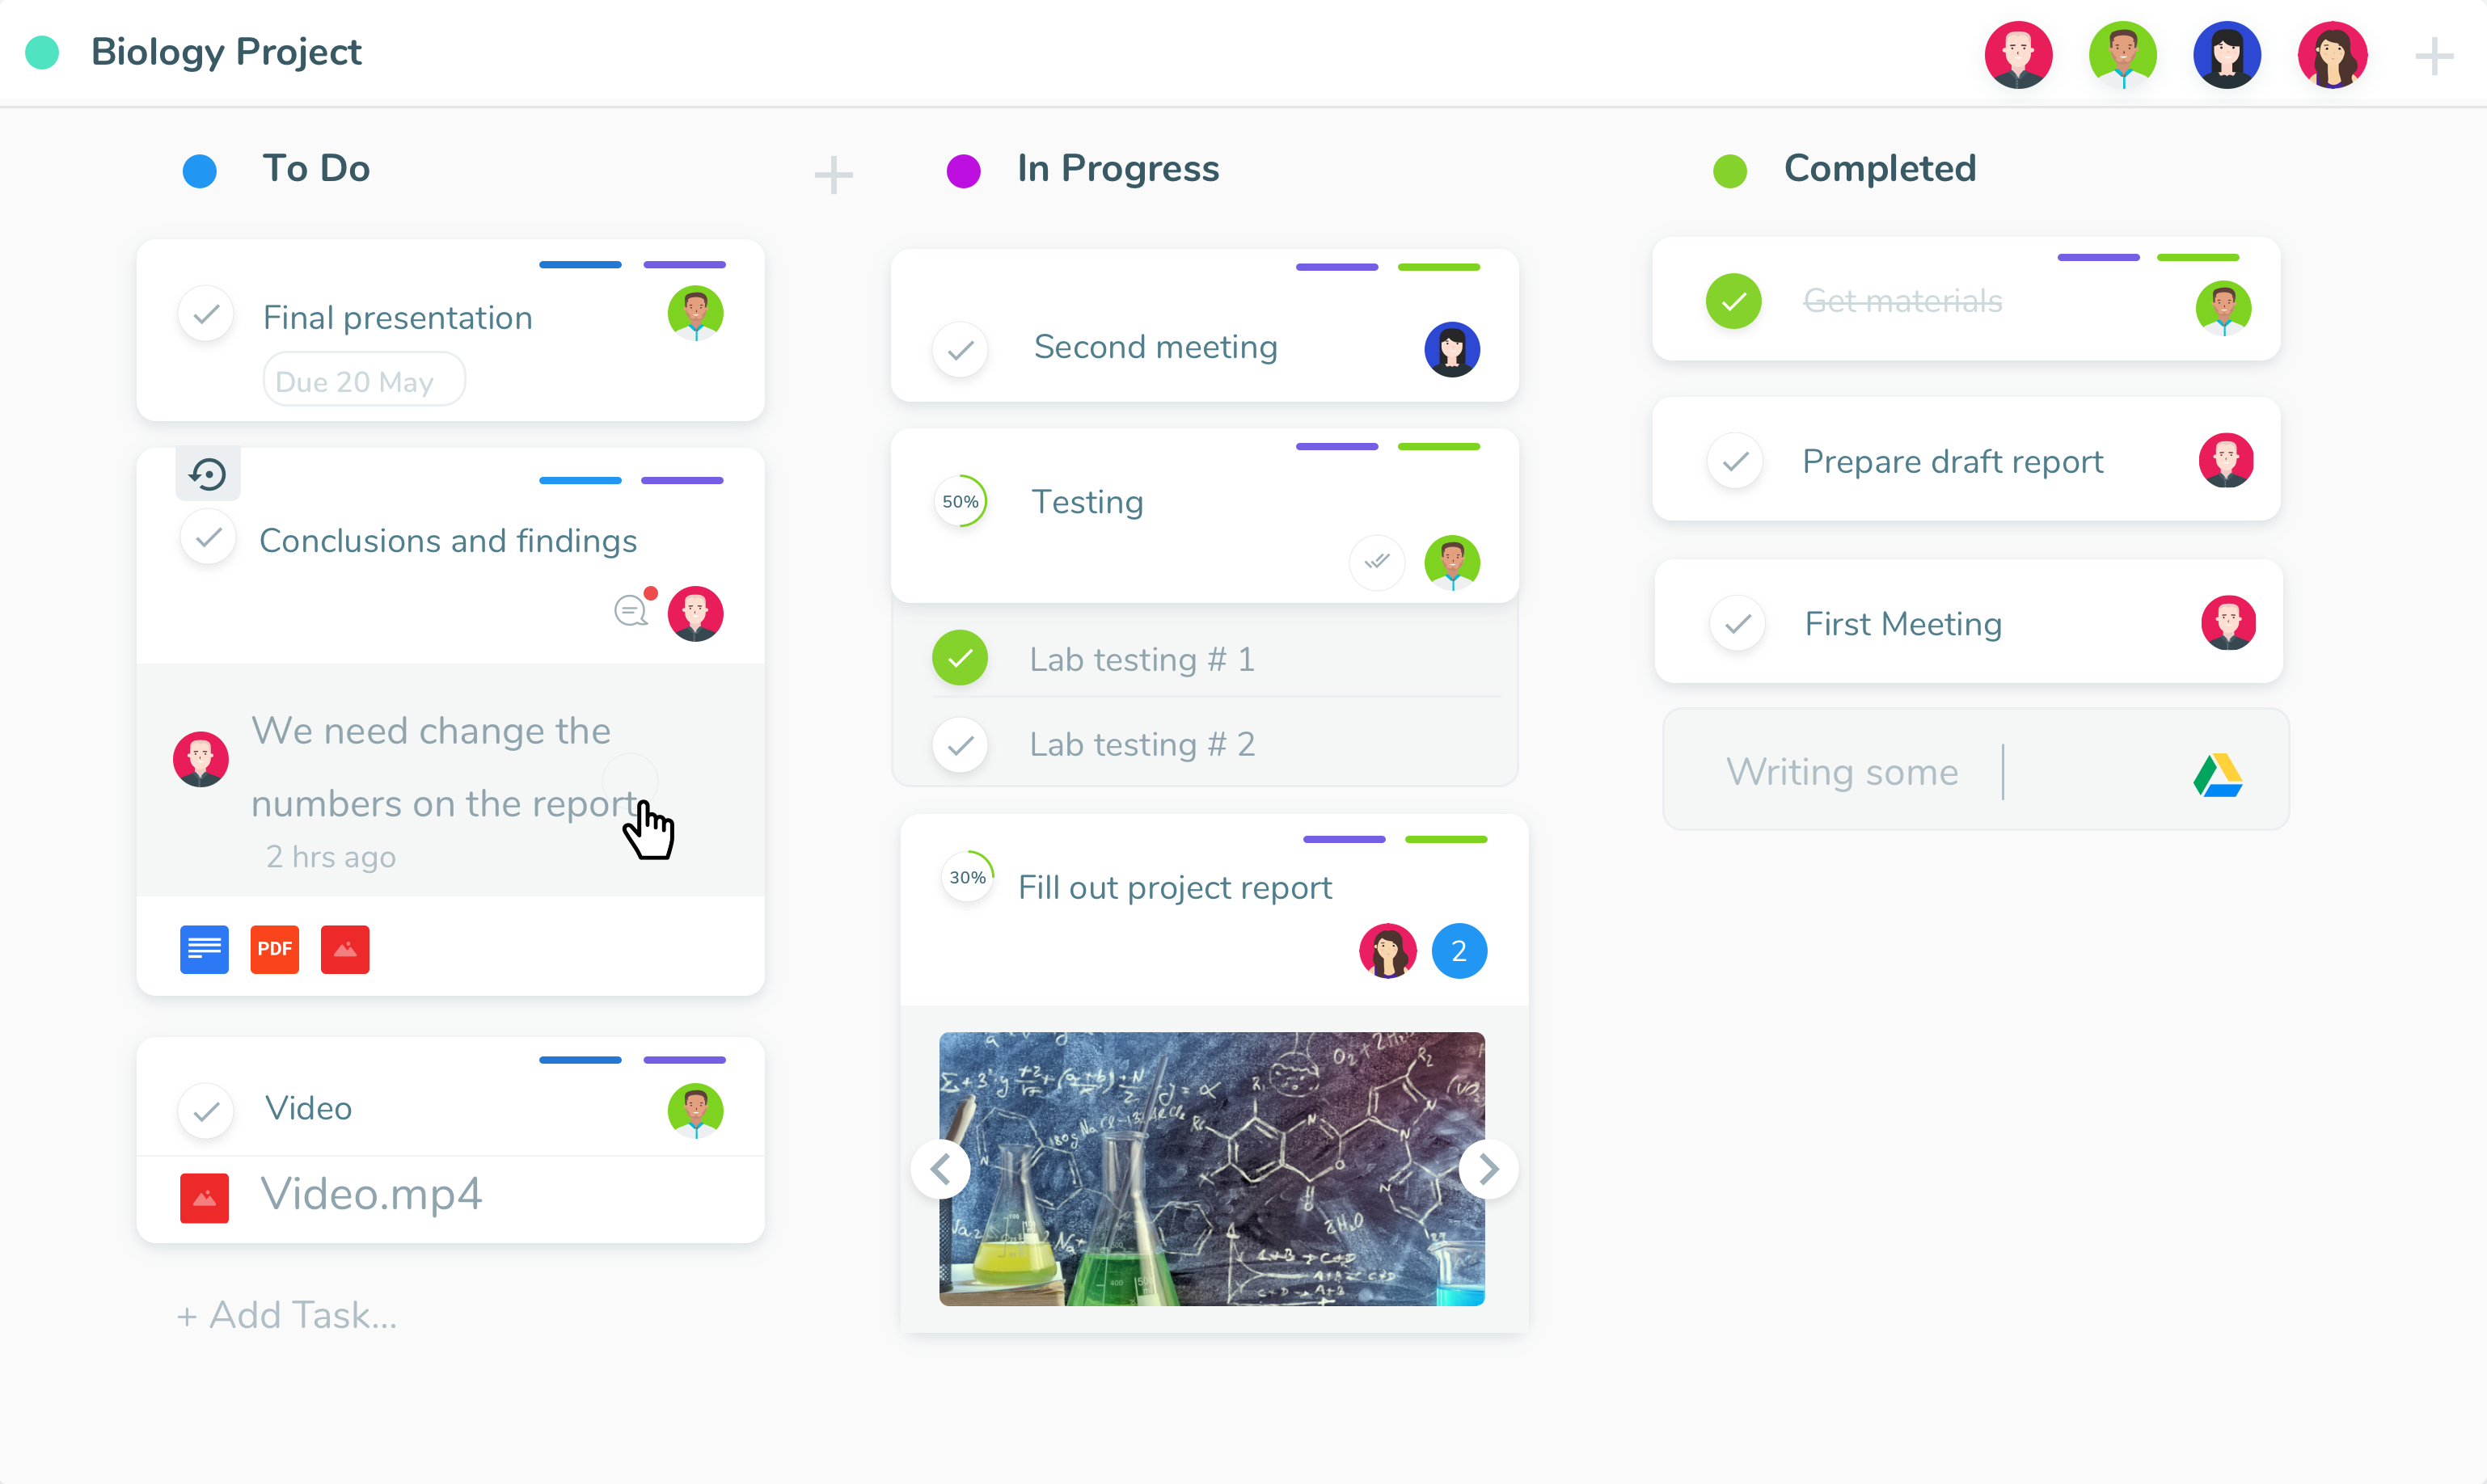 Biology Project
To Do
Final presentation
Due 20 May
Conclusions and findings
We need change the
numbers on the report
2 hrs ago
PDF
Video
Video.mp4
+ Add Task...
In Progress
Second meeting
50%
Testing
Lab testing # 1
Lab testing # 2
30%
Fill out project report
2
Completed
Get materials
Prepare draft report
First Meeting
Writing some